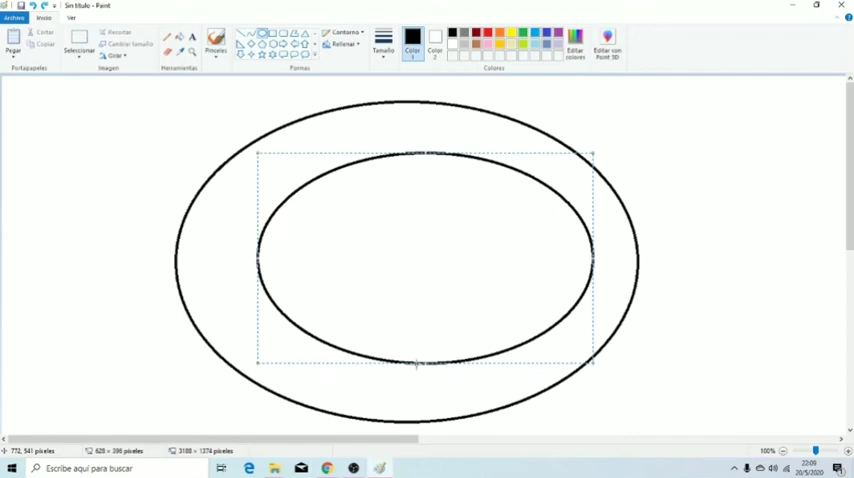 Sin título - Paint
Archivo Inicio Ver
Pegar
Cortar
Copiar
Portapapeles
Seleccionar
Recortar
Cambiar tamaño
Girar
Imagen
A
Herramientas
Pinceles
Contorno
Rellenar
Formas
Tamaño
Color 1
Color 2
Editar colores
Editar con Paint 3D
Colores
772, 541 píxeles
628 × 396 píxeles
3188 × 1374 píxeles
100%
Escribe aquí para buscar
22:09
20/5/2020